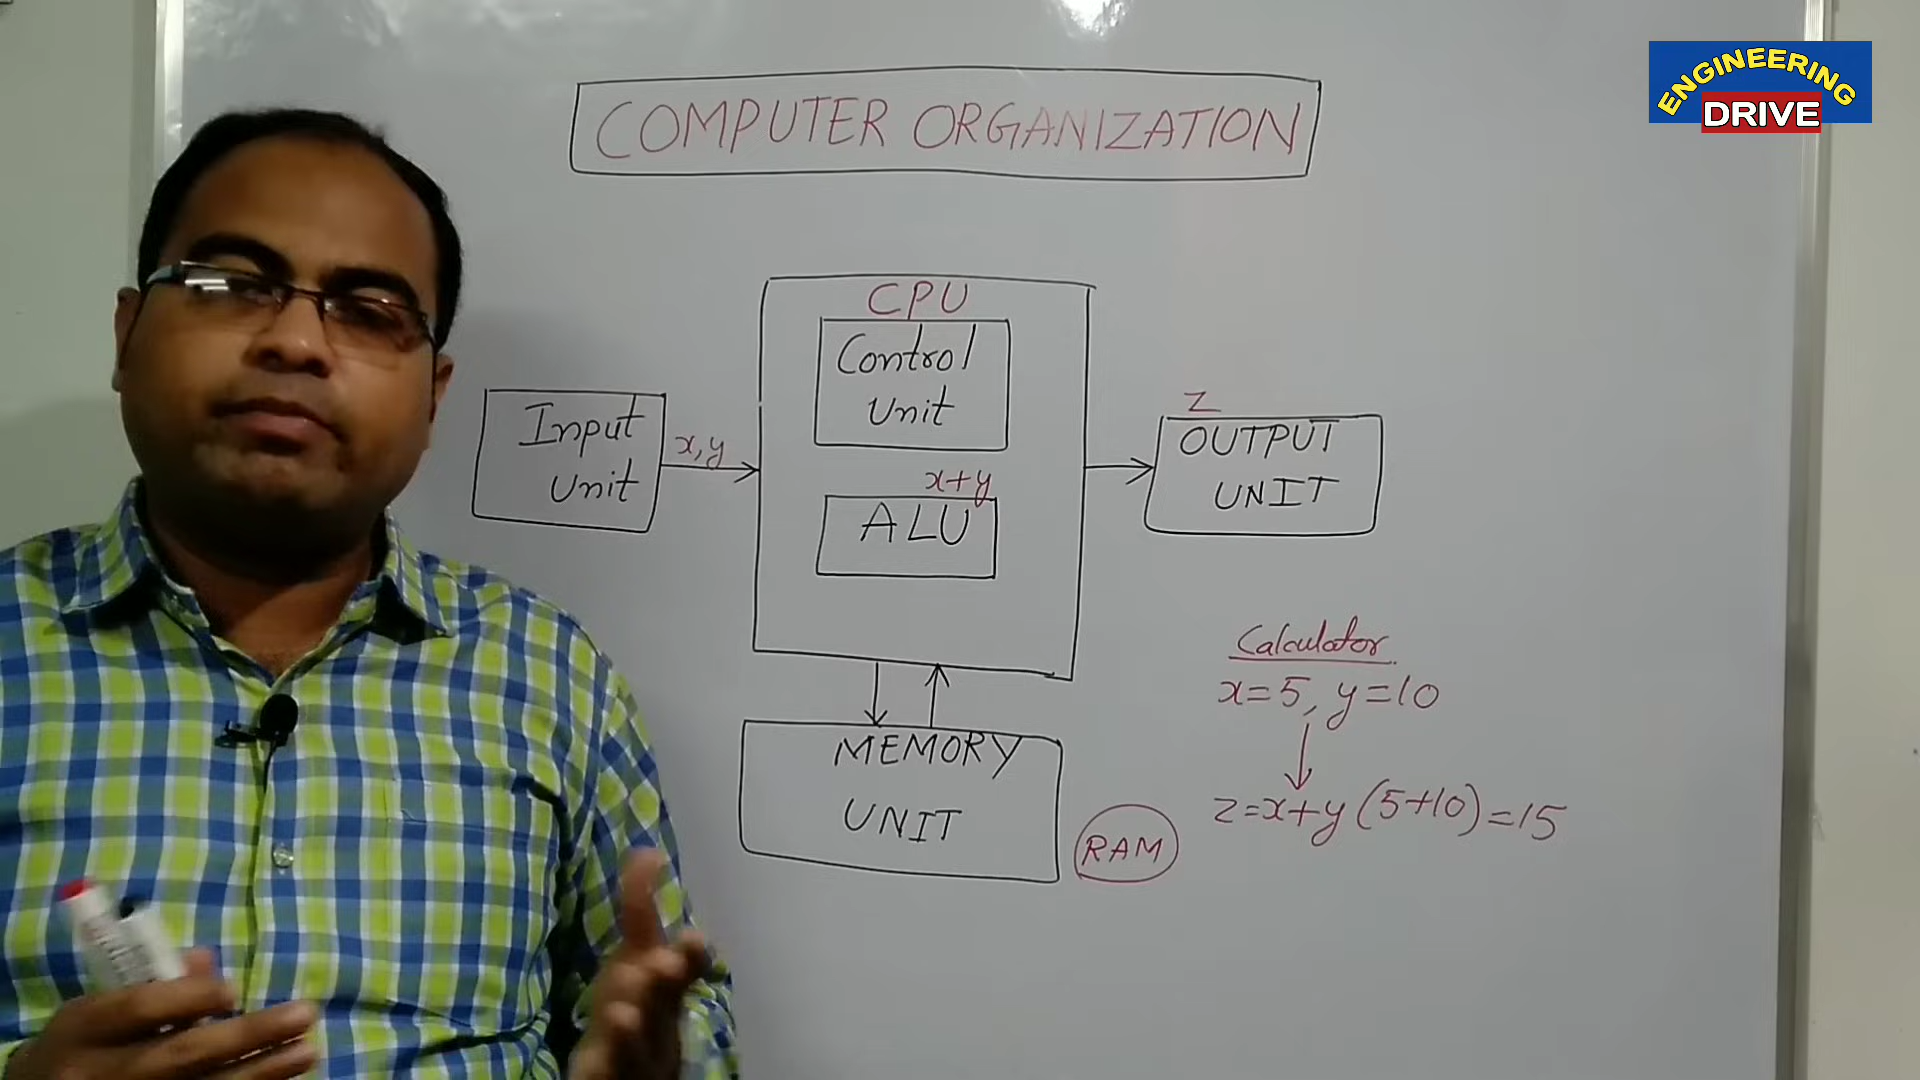 ENGINEERING
DRIVE
COMPUTER ORGANIZATION
CPU
Control
Unit
Input
Unit
x,y
x+y
ALU
z
OUTPUT
UNIT
MEMORY
UNIT
RAM
Calculator
x=5, y=10
z=x+y (5+10)=15